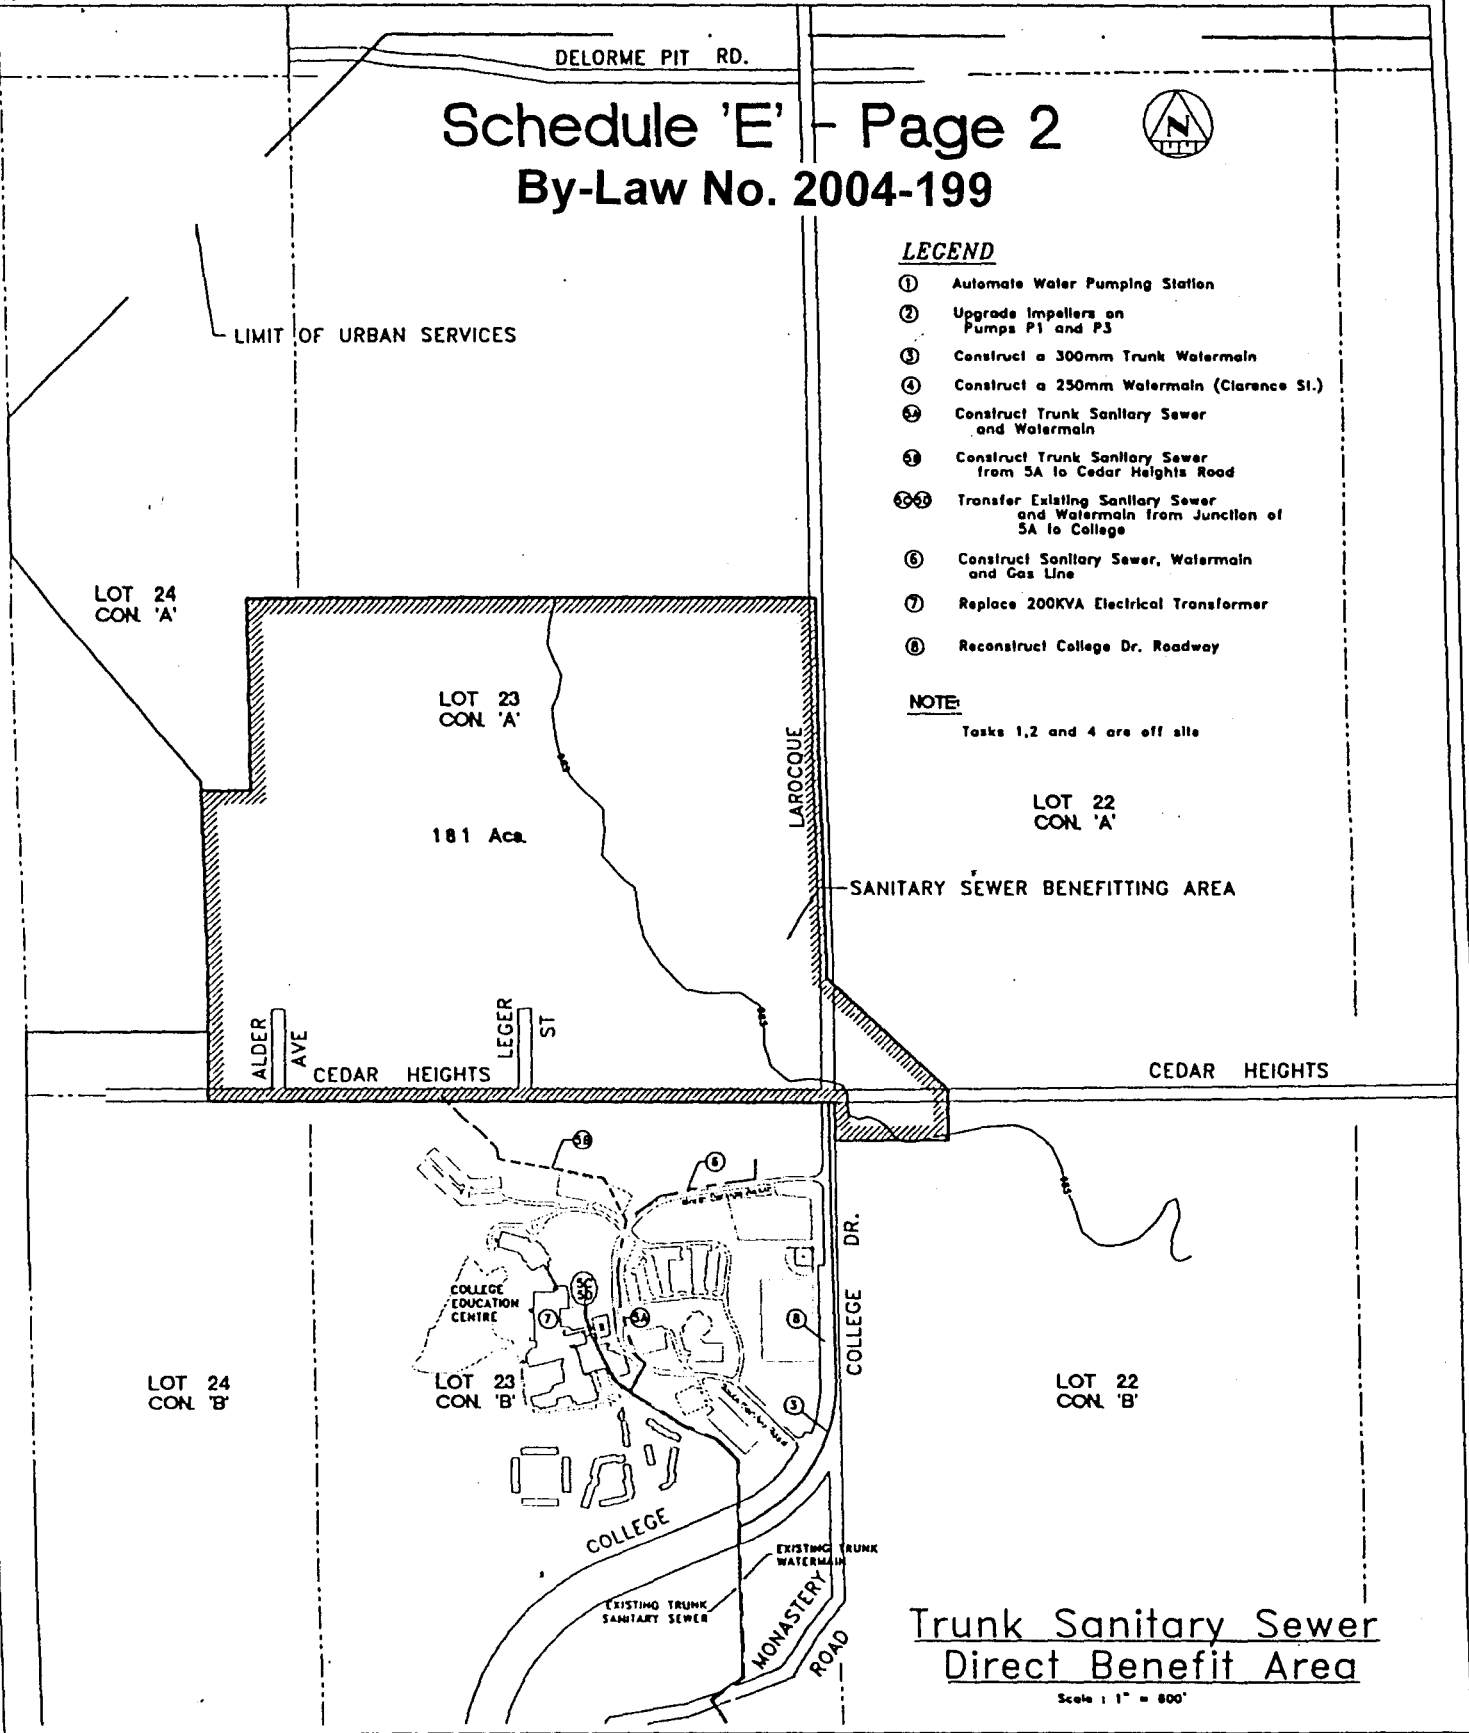 DELORME PIT RD.
Schedule 'E' - Page 2
By-Law No. 2004-199
N
LEGEND
1 Automate Water Pumping Station
2 Upgrade Impellers on
Pumps P1 and P3
3 Construct a 300mm Trunk Watermain
4 Construct a 250mm Watermain (Clarence St.)
5A Construct Trunk Sanitary Sewer
and Watermain
5B Construct Trunk Sanitary Sewer
from 5A to Cedar Heights Road
5C 5D Transfer Existing Sanitary Sewer
and Watermain from Junction of
5A to College
6 Construct Sanitary Sewer, Watermain
and Gas Line
7 Replace 200KVA Electrical Transformer
8 Reconstruct College Dr. Roadway
NOTE:
Tasks 1,2 and 4 are off site
LIMIT OF URBAN SERVICES
LOT 24
CON. 'A'
LOT 23
CON. 'A'
LAROCQUE
LOT 22
CON. 'A'
181 Acs.
SANITARY SEWER BENEFITTING AREA
ALDER
AVE
LEGER
ST
CEDAR HEIGHTS
CEDAR HEIGHTS
5B
6
COLLEGE
EDUCATION
CENTRE
5C
5D
7
5A
8
3
COLLEGE DR.
LOT 24
CON. 'B'
LOT 23
CON. 'B'
LOT 22
CON. 'B'
COLLEGE
EXISTING TRUNK
WATERMAIN
EXISTING TRUNK
SANITARY SEWER
MONASTERY
ROAD
Trunk Sanitary Sewer
Direct Benefit Area
Scale : 1" = 800'